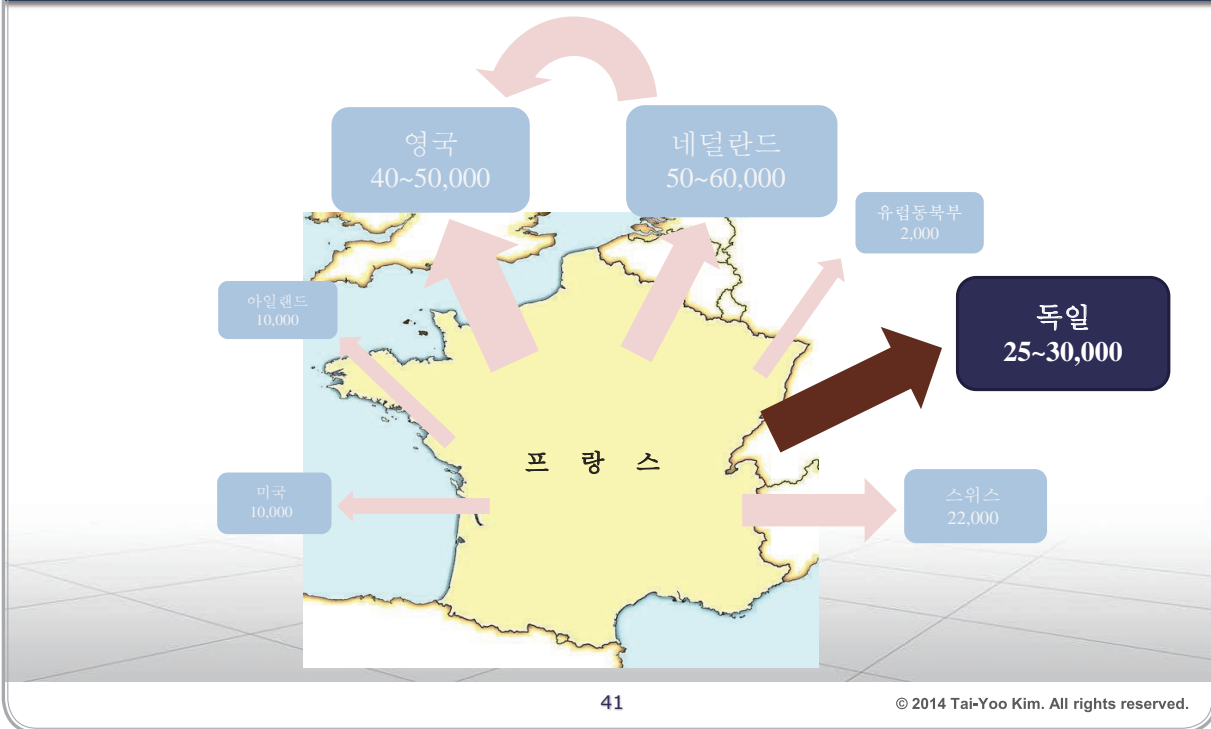 영국
40~50,000
네덜란드
50~60,000
유럽동북부
2,000
아일랜드
10,000
독일
25~30,000
프 랑 스
미국
10,000
스위스
22,000
41
© 2014 Tai-Yoo Kim. All rights reserved.